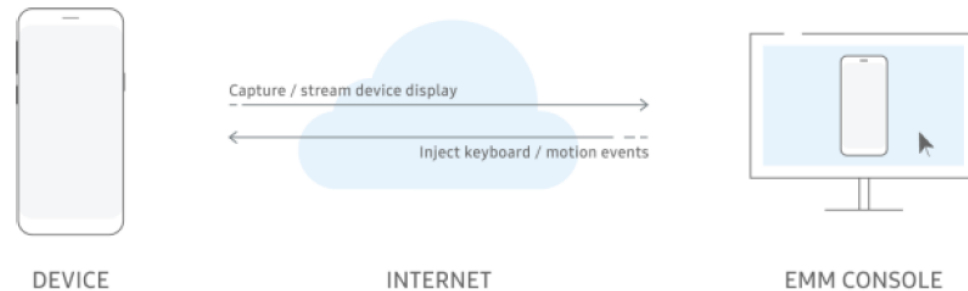 Capture / stream device display
Inject keyboard / motion events
DEVICE
INTERNET
EMM CONSOLE